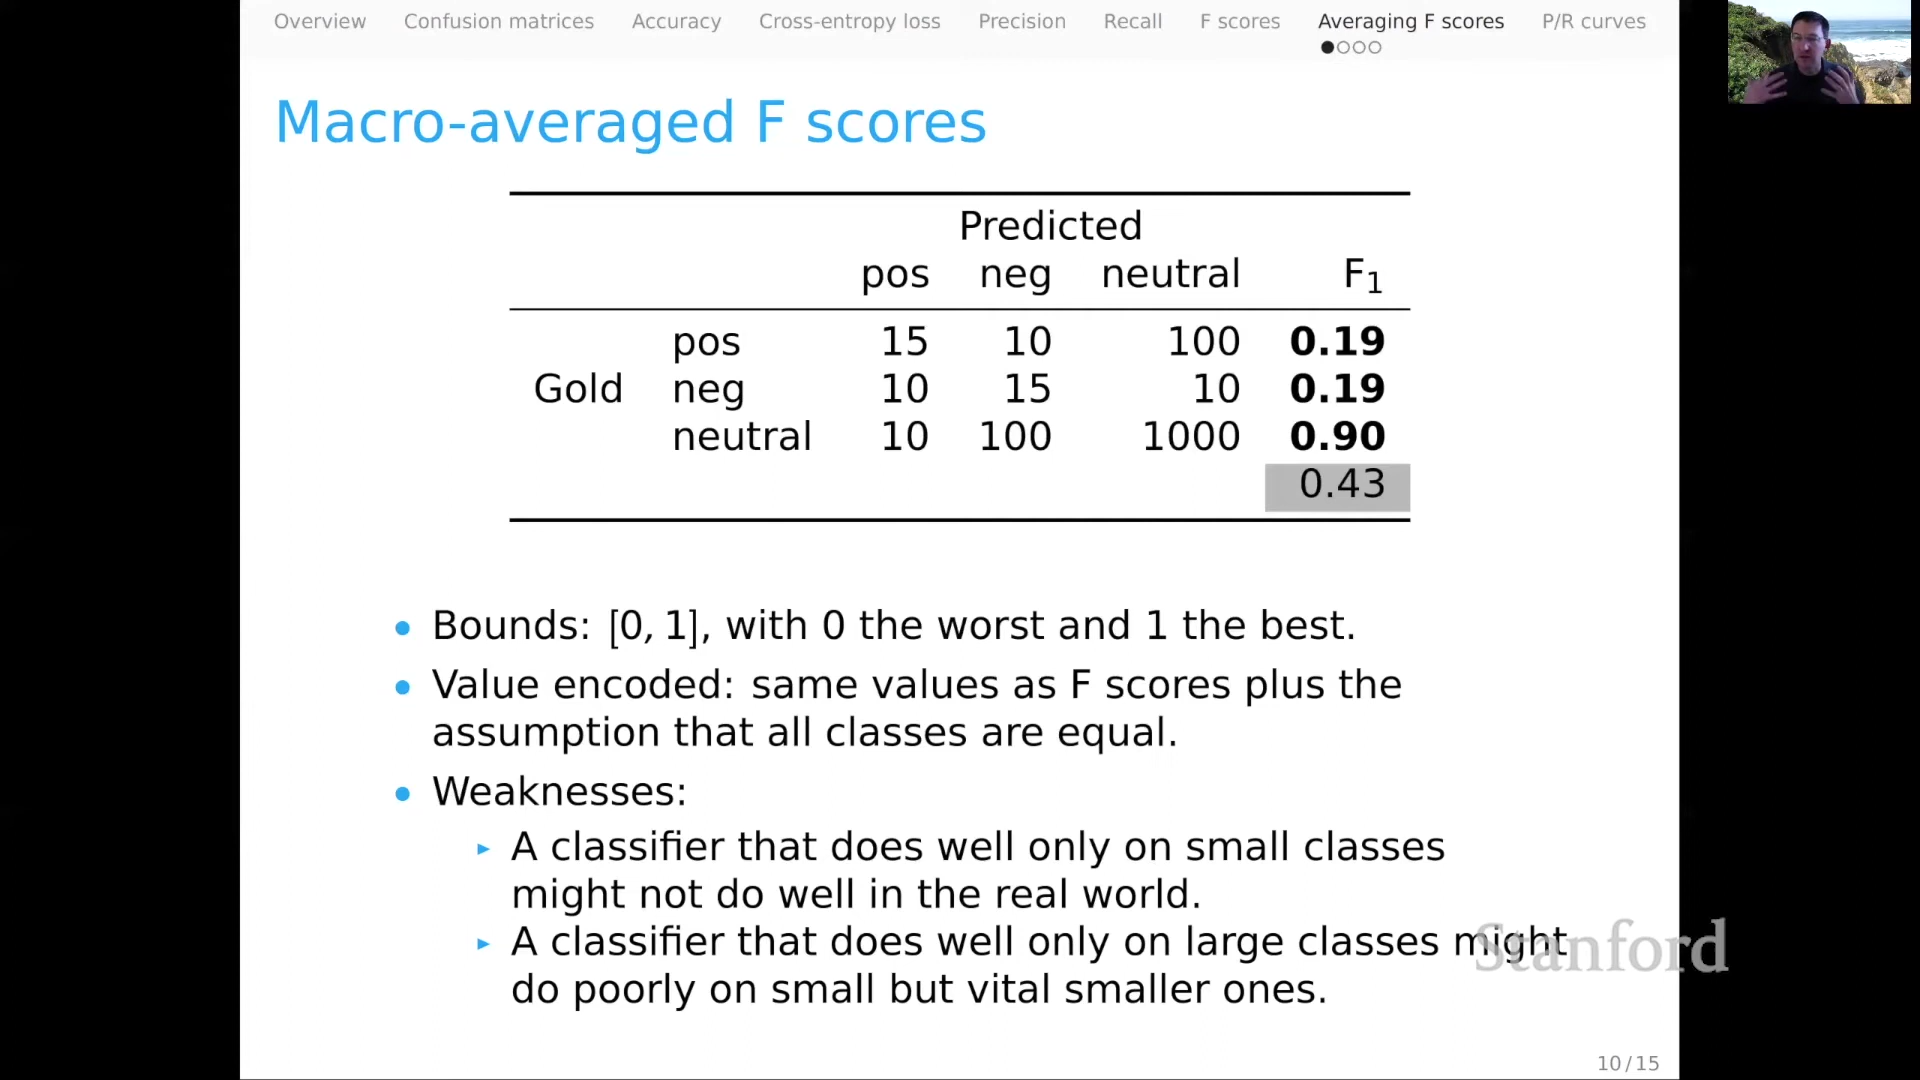 Overview Confusion matrices Accuracy Cross-entropy loss Precision Recall F scores Averaging F scores P/R curves
Macro-averaged F scores
Predicted
pos neg neutral F₁
pos 15 10 100 0.19
Gold neg 10 15 10 0.19
neutral 10 100 1000 0.90
0.43
• Bounds: [0, 1], with 0 the worst and 1 the best.
• Value encoded: same values as F scores plus the
assumption that all classes are equal.
• Weaknesses:
▸ A classifier that does well only on small classes
might not do well in the real world.
▸ A classifier that does well only on large classes might
do poorly on small but vital smaller ones.
Stanford
10/15